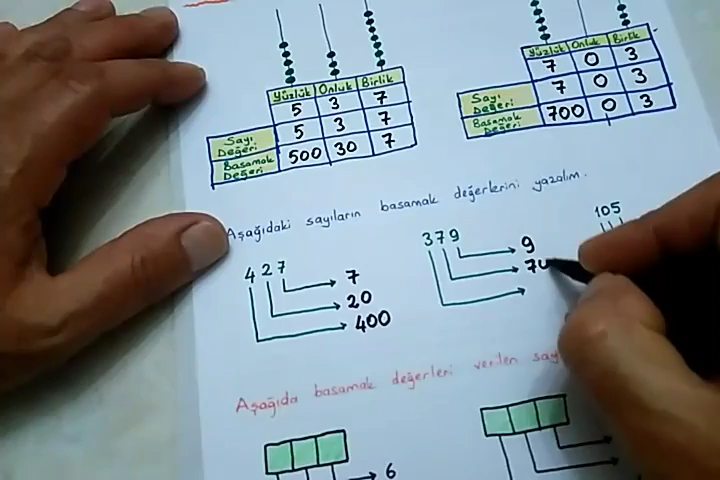 Yüzlük Onluk Birlik
5 3 7
Sayı Değeri 5 3 7
Basamak Değeri 500 30 7
Yüzlük Onluk Birlik
7 0 3
Sayı Değeri 7 0 3
Basamak Değeri 700 0 3
Aşağıdaki sayıların basamak değerlerini yazalım.
427
7
20
400
379
9
70
105
Aşağıda basamak değerleri verilen
6